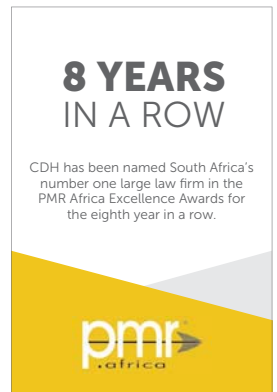 8 YEARS
IN A ROW
CDH has been named South Africa's
number one large law firm in the
PMR Africa Excellence Awards for
the eighth year in a row.
pmr
.africa